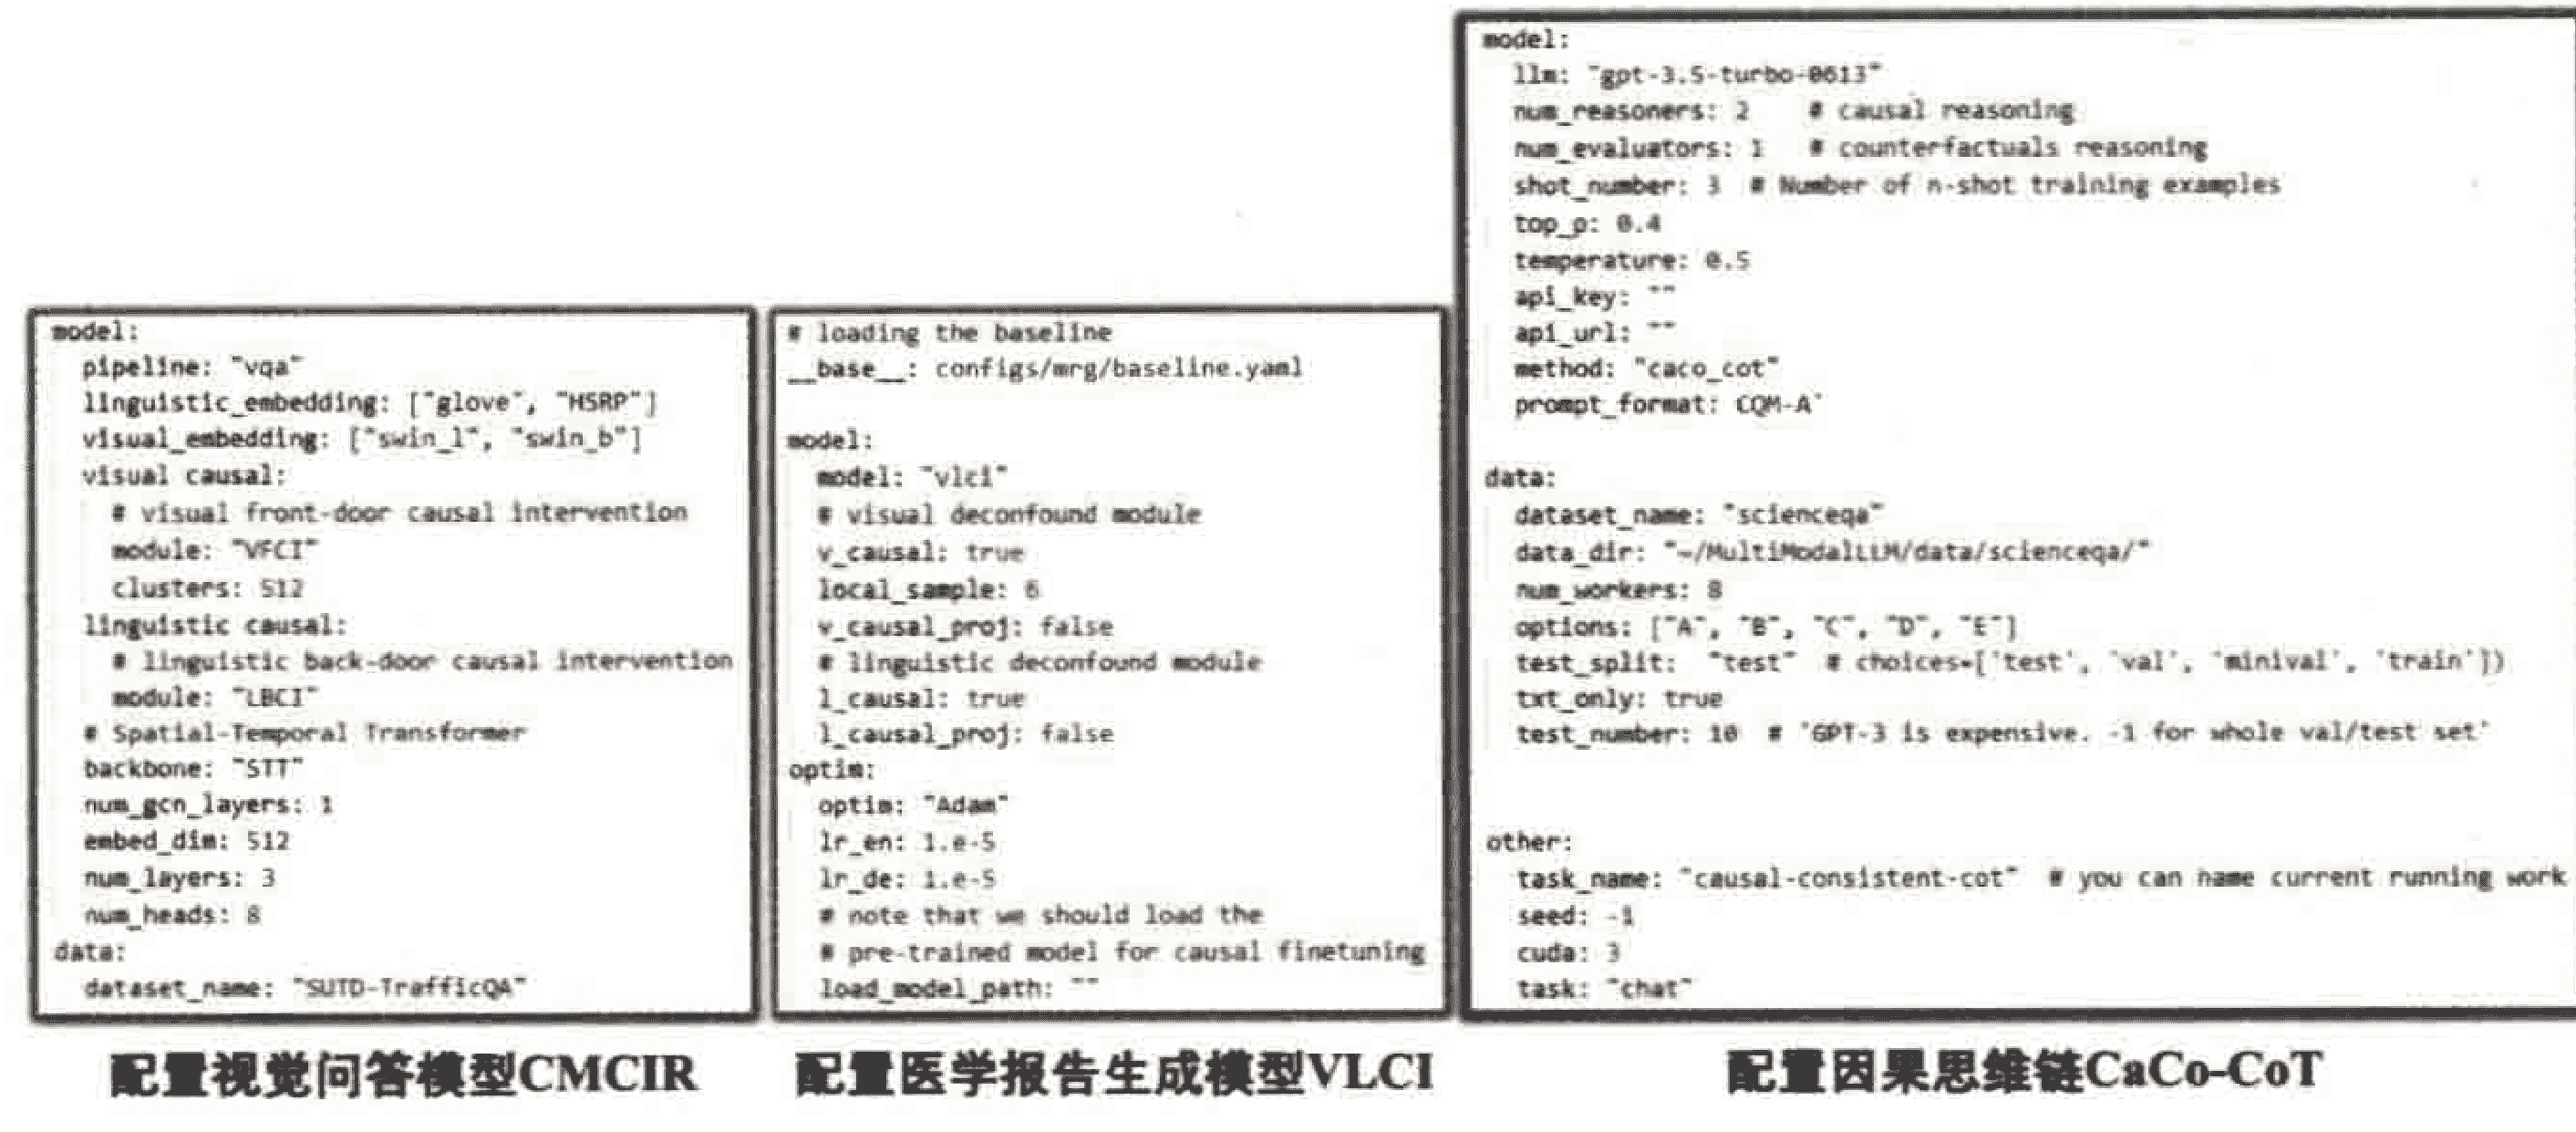 model:
pipeline: "vqa"
linguistic_embedding: ["glove", "HSRP"]
visual_embedding: ["swin_l", "swin_b"]
visual causal:
# visual front-door causal intervention
module: "VFCI"
clusters: 512
linguistic causal:
# linguistic back-door causal intervention
module: "LBCI"
# Spatial-Temporal Transformer
backbone: "STT"
num_gcn_layers: 1
embed_dim: 512
num_layers: 3
num_heads: 8
data:
dataset_name: "SUTD-TrafficQA"
配置视觉问答模型CMCIR
# loading the baseline
__base__: configs/mrg/baseline.yaml
model:
model: "vlci"
# visual deconfound module
v_causal: true
local_sample: 6
v_causal_proj: false
# linguistic deconfound module
l_causal: true
l_causal_proj: false
optim:
optim: "Adam"
lr_en: 1.e-5
lr_de: 1.e-5
# note that we should load the
# pre-trained model for causal finetuning
load_model_path: ""
配置医学报告生成模型VLCI
model:
llm: "gpt-3.5-turbo-0613"
num_reasoners: 2 # causal reasoning
num_evaluators: 1 # counterfactuals reasoning
shot_number: 3 # Number of n-shot training examples
top_p: 0.4
temperature: 0.5
api_key: ""
api_url: ""
method: "caco_cot"
prompt_format: CQM-A'
data:
dataset_name: "scienceqa"
data_dir: "~/MultiModalLLM/data/scienceqa/"
num_workers: 8
options: ["A", "B", "C", "D", "E"]
test_split: "test" # choices=['test', 'val', 'minival', 'train'])
txt_only: true
test_number: 10 # 'GPT-3 is expensive. -1 for whole val/test set'
other:
task_name: "causal-consistent-cot" # you can name current running work
seed: -1
cuda: 3
task: "chat"
配置因果思维链CaCo-CoT